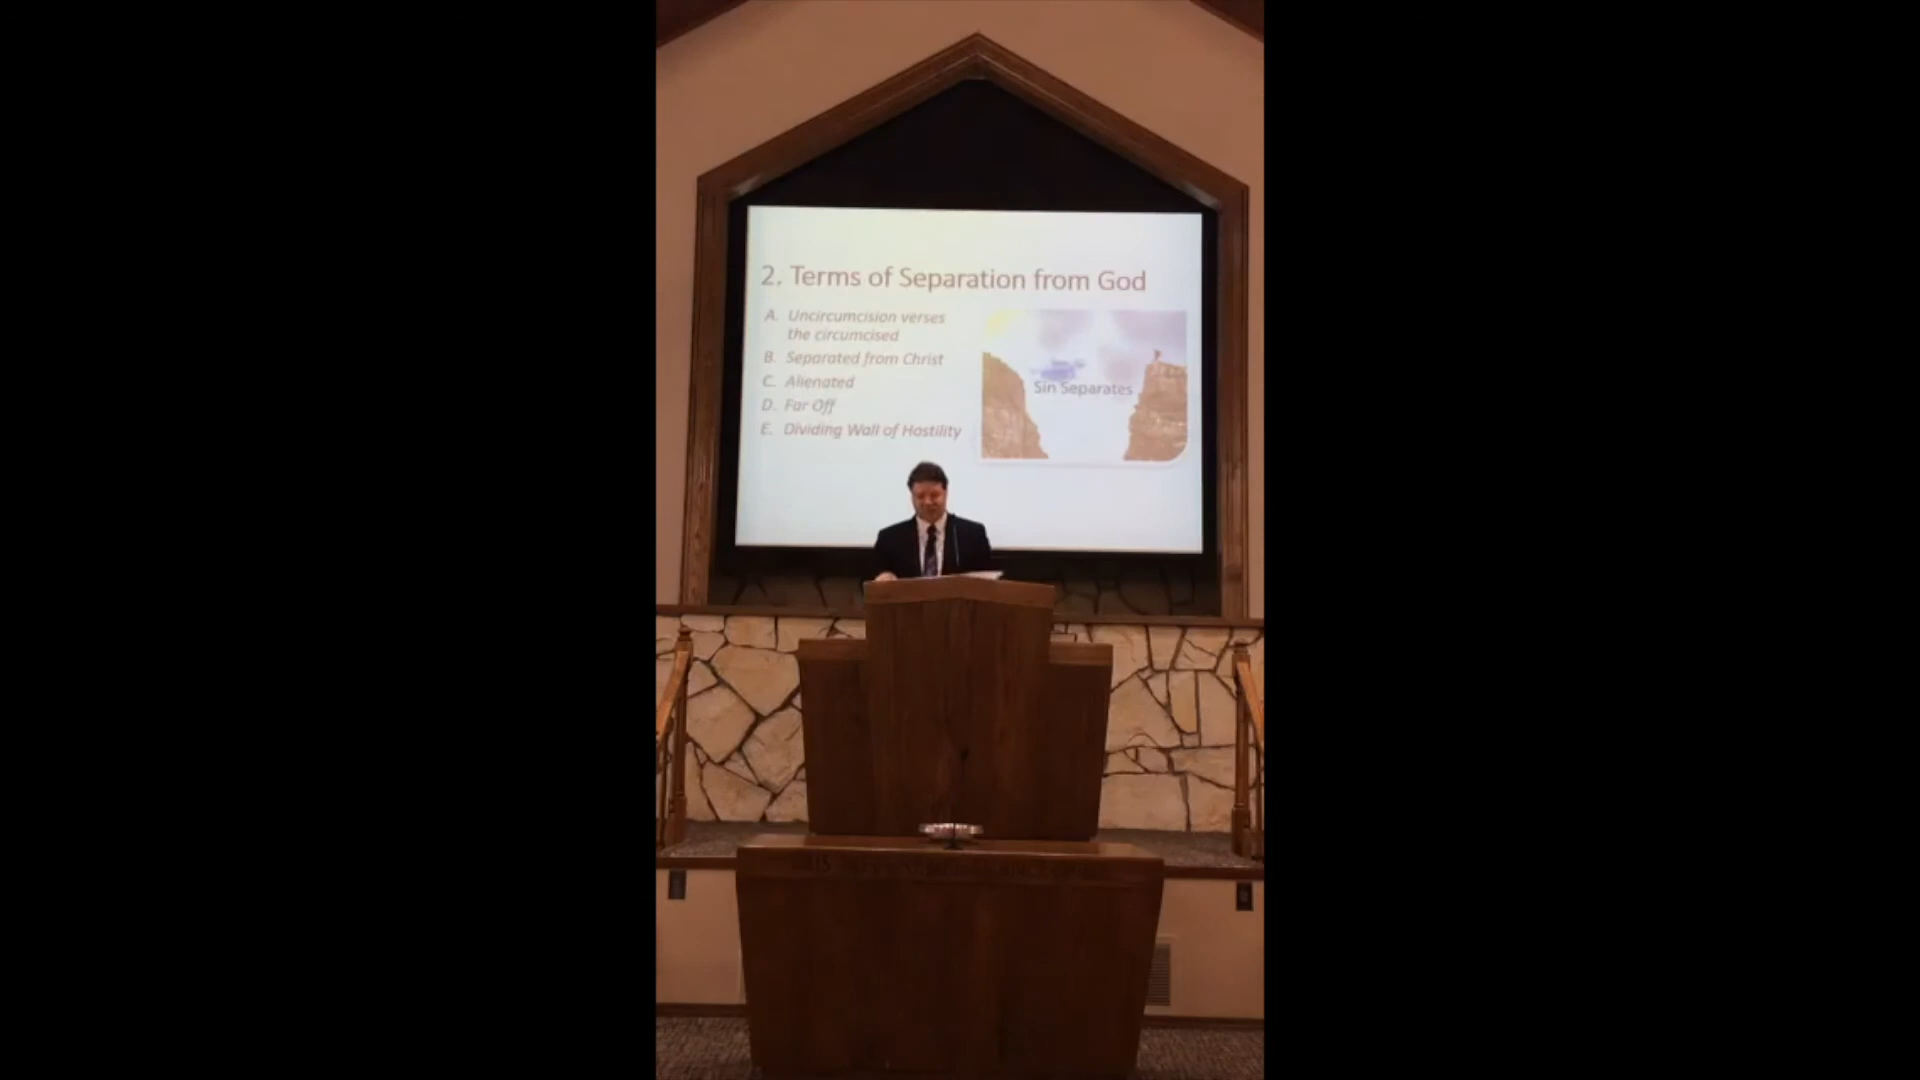 2. Terms of Separation from God
A. Uncircumcision verses
the circumcised
B. Separated from Christ
C. Alienated
D. Far Off
E. Dividing Wall of Hostility
Sin Separates